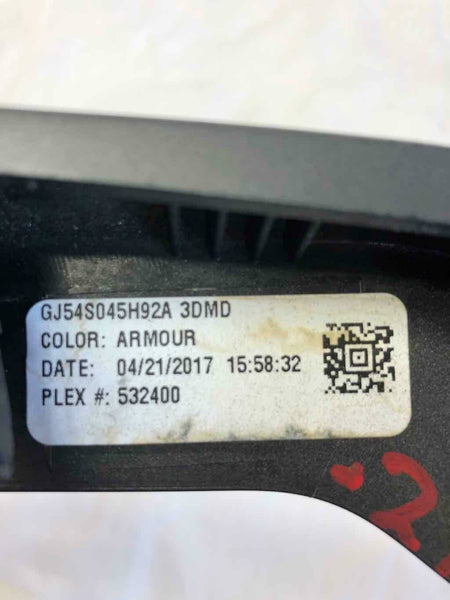 GJ54S045H92A 3DMD
COLOR: ARMOUR
DATE: 04/21/2017 15:58:32
PLEX #: 532400